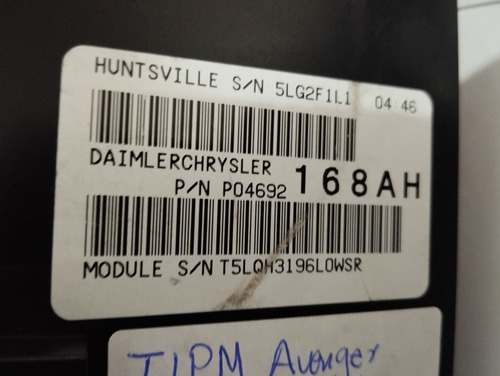 HUNTSVILLE S/N 5LG2F1L1 04:46
DAIMLERCHRYSLER
P/N P04692 168AH
MODULE S/N T5LQH3196L0WSR
TIPM Avenger